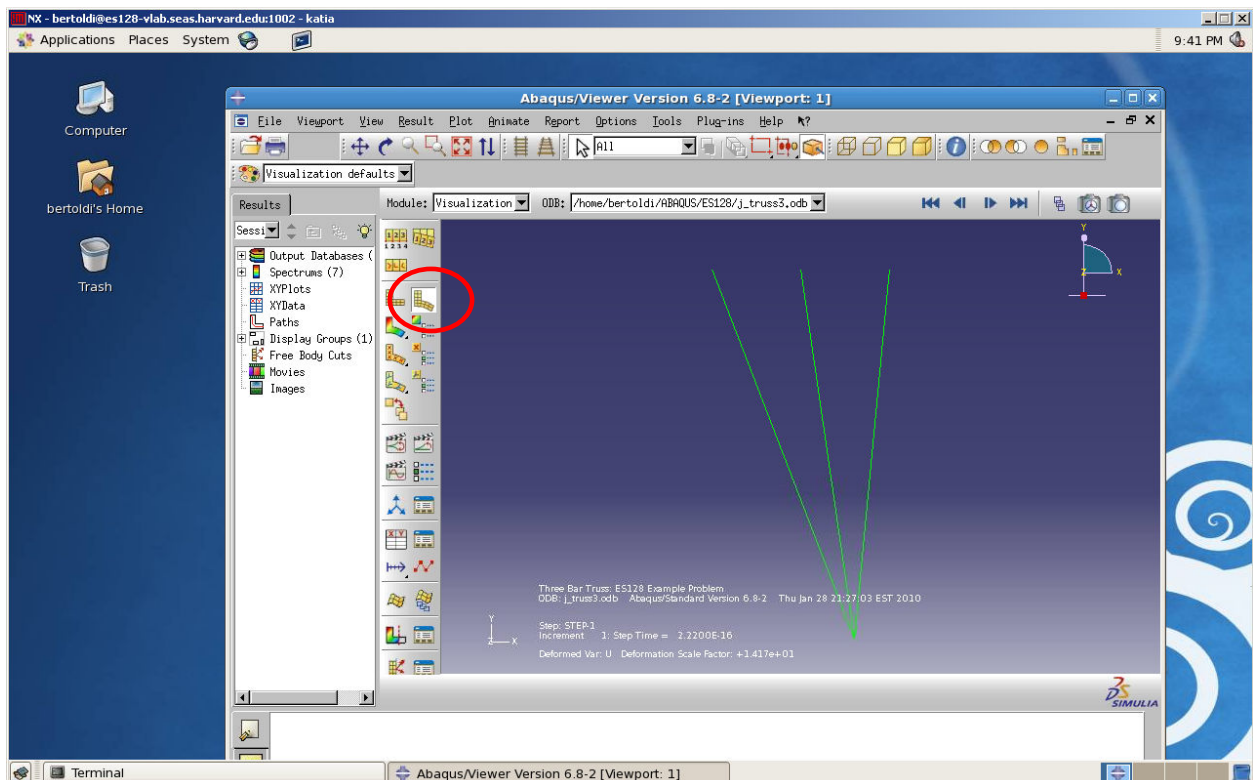 NX - bertoldi@es128-vlab.seas.harvard.edu:1002 - katia
Applications Places System
9:41 PM
Computer
bertoldi's Home
Trash
Abaqus/Viewer Version 6.8-2 [Viewport: 1]
File Viewport View Result Plot Animate Report Options Tools Plug-ins Help
All
Visualization defaults
Results
Module: Visualization ODB: /home/bertoldi/ABAQUS/ES128/j_truss3.odb
Sessi
Output Databases (
Spectrums (7)
XYPlots
XYData
Paths
Display Groups (1)
Free Body Cuts
Movies
Images
Y
Z X
Three Bar Truss: ES128 Example Problem
ODB: j_truss3.odb Abaqus/Standard Version 6.8-2 Thu Jan 28 21:27:03 EST 2010
Step: STEP-1
Increment 1: Step Time = 2.2200E-16
Deformed Var: U Deformation Scale Factor: +1.417e+01
Y
Z X
SIMULIA
Terminal
Abaqus/Viewer Version 6.8-2 [Viewport: 1]